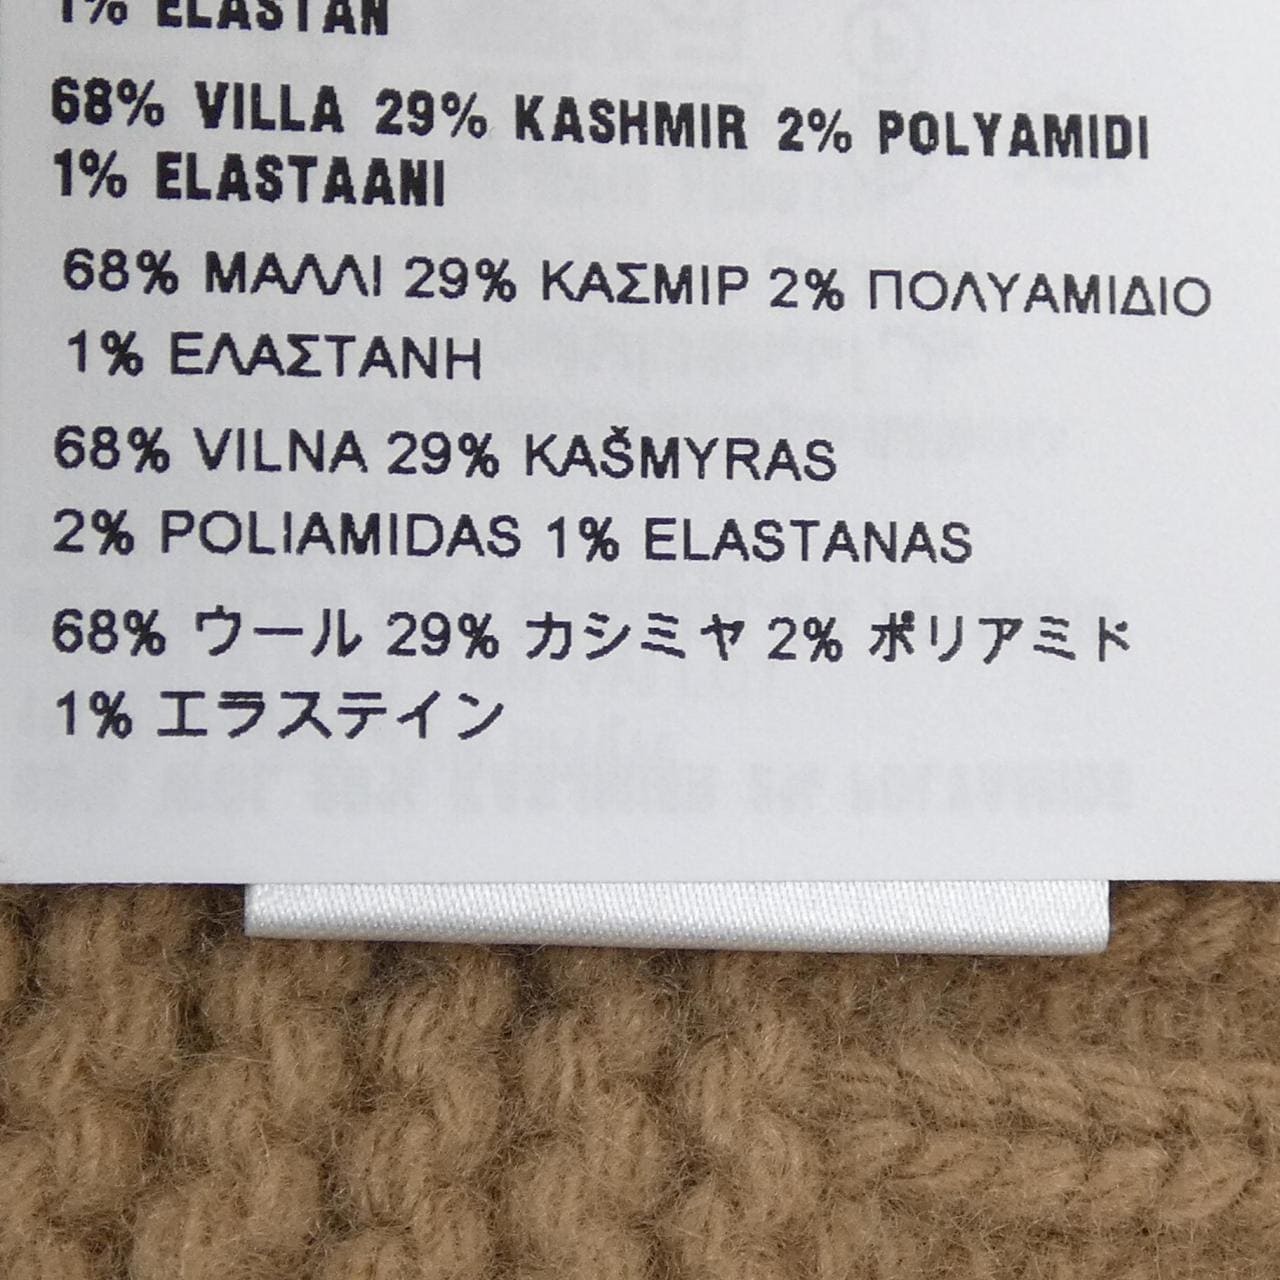 1% ELASTAN
68% VILLA 29% KASHMIR 2% POLYAMIDI
1% ELASTAANI
68% ΜΑΛΛΙ 29% ΚΑΣΜΙΡ 2% ΠΟΛΥΑΜΙΔΙΟ
1% ΕΛΑΣΤΑΝΗ
68% VILNA 29% KAŠMYRAS
2% POLIAMIDAS 1% ELASTANAS
68% ウール 29% カシミヤ 2% ポリアミド
1% エラステイン